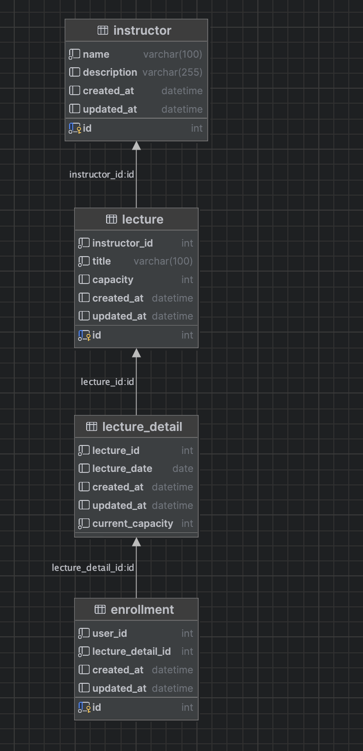 instructor
name varchar(100)
description varchar(255)
created_at datetime
updated_at datetime
id int
instructor_id:id
lecture
instructor_id int
title varchar(100)
capacity int
created_at datetime
updated_at datetime
id int
lecture_id:id
lecture_detail
lecture_id int
lecture_date date
created_at datetime
updated_at datetime
current_capacity int
lecture_detail_id:id
enrollment
user_id int
lecture_detail_id int
created_at datetime
updated_at datetime
id int